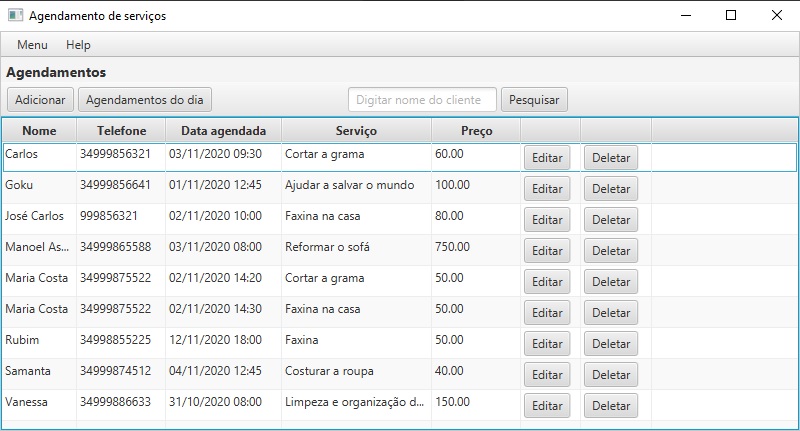 Agendamento de serviços
Menu Help
Agendamentos
Adicionar Agendamentos do dia Digitar nome do cliente Pesquisar
Nome Telefone Data agendada Serviço Preço
Carlos 34999856321 03/11/2020 09:30 Cortar a grama 60.00 Editar Deletar
Goku 34999856641 01/11/2020 12:45 Ajudar a salvar o mundo 100.00 Editar Deletar
José Carlos 999856321 02/11/2020 10:00 Faxina na casa 80.00 Editar Deletar
Manoel As... 34999865588 03/11/2020 08:00 Reformar o sofá 750.00 Editar Deletar
Maria Costa 34999875522 02/11/2020 14:20 Cortar a grama 50.00 Editar Deletar
Maria Costa 34999875522 02/11/2020 14:30 Faxina na casa 50.00 Editar Deletar
Rubim 34998855225 12/11/2020 18:00 Faxina 50.00 Editar Deletar
Samanta 34999874512 04/11/2020 12:45 Costurar a roupa 40.00 Editar Deletar
Vanessa 34999886633 31/10/2020 08:00 Limpeza e organização d... 150.00 Editar Deletar